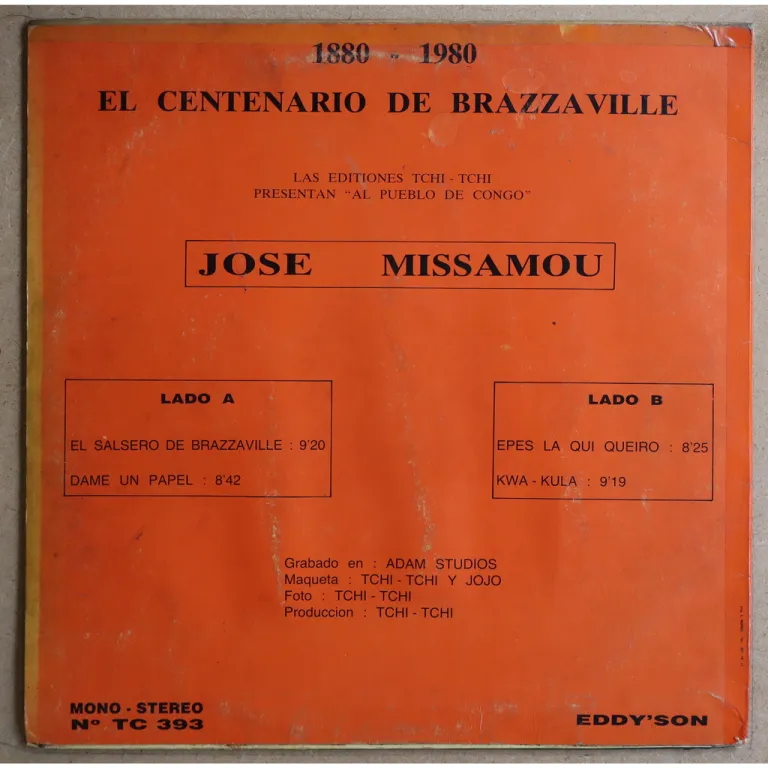 1880 - 1980
EL CENTENARIO DE BRAZZAVILLE
LAS EDITIONES TCHI - TCHI
PRESENTAN "AL PUEBLO DE CONGO"
JOSE MISSAMOU
LADO A
EL SALSERO DE BRAZZAVILLE : 9'20
DAME UN PAPEL : 8'42
LADO B
EPES LA QUI QUEIRO : 8'25
KWA - KULA : 9'19
Grabado en : ADAM STUDIOS
Maqueta : TCHI - TCHI Y JOJO
Foto : TCHI - TCHI
Produccion : TCHI - TCHI
MONO - STEREO
Nº TC 393
EDDY'SON